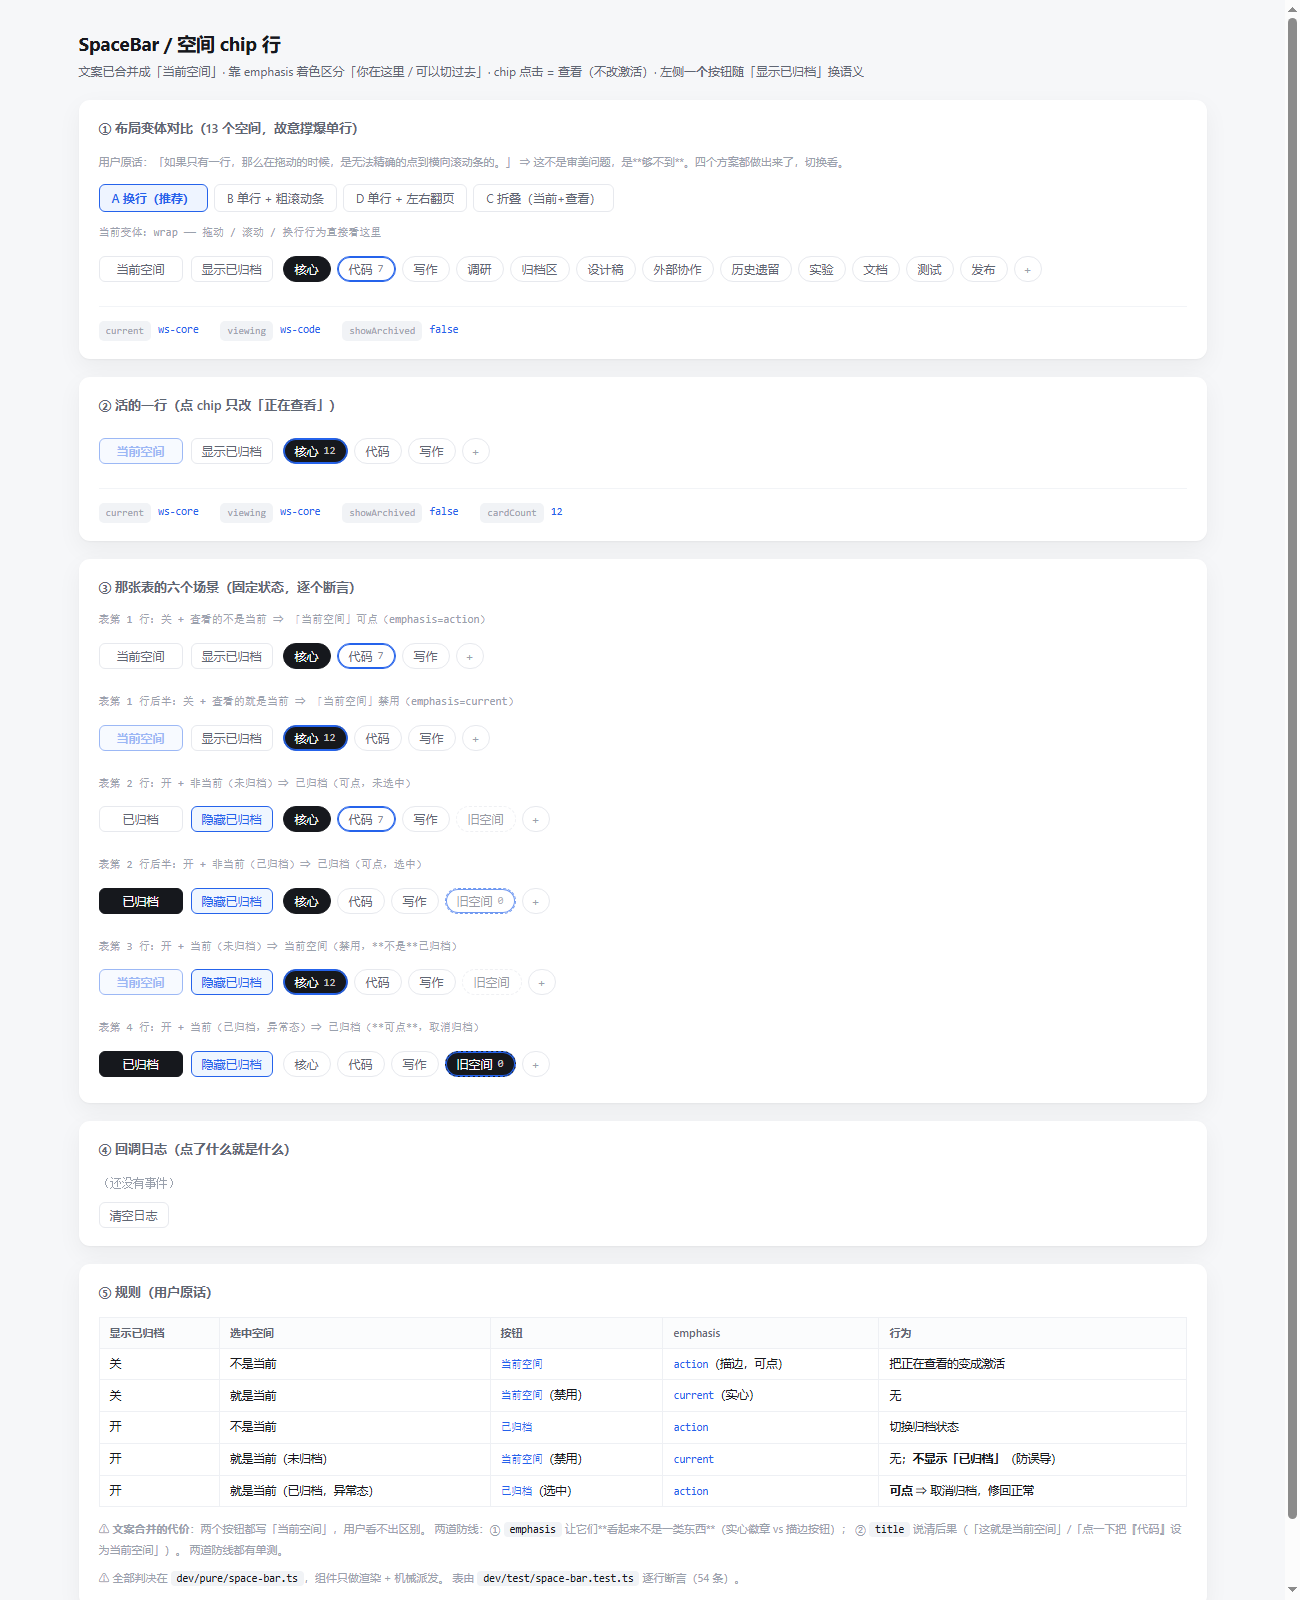 SpaceBar / 空间 chip 行
文案已合并成「当前空间」· 靠 emphasis 着色区分「你在这里 / 可以切过去」· chip 点击 = 查看（不改激活）· 左侧一个按钮随「显示已归档」换语义
① 布局变体对比（13 个空间，故意撑爆单行）
用户原话：「如果只有一行，那么在拖动的时候，是无法精确的点到横向滚动条的。」 ⇒ 这不是审美问题，是**够不到**。四个方案都做出来了，切换看。
A 换行（推荐） B 单行 + 粗滚动条 D 单行 + 左右翻页 C 折叠（当前+查看）
当前变体：wrap — 拖动 / 滚动 / 换行行为直接看这里
当前空间 显示已归档 核心 代码 7 写作 调研 归档区 设计稿 外部协作 历史遗留 实验 文档 测试 发布 +
current ws-core viewing ws-code showArchived false
② 活的一行（点 chip 只改「正在查看」）
当前空间 显示已归档 核心 12 代码 写作 +
current ws-core viewing ws-core showArchived false cardCount 12
③ 那张表的六个场景（固定状态，逐个断言）
表第 1 行：关 + 查看的不是当前 ⇒ 「当前空间」可点（emphasis=action）
当前空间 显示已归档 核心 代码 7 写作 +
表第 1 行后半：关 + 查看的就是当前 ⇒ 「当前空间」禁用（emphasis=current）
当前空间 显示已归档 核心 12 代码 写作 +
表第 2 行：开 + 非当前（未归档）⇒ 已归档（可点，未选中）
已归档 隐藏已归档 核心 代码 7 写作 旧空间 +
表第 2 行后半：开 + 非当前（已归档）⇒ 已归档（可点，选中）
已归档 隐藏已归档 核心 代码 写作 旧空间 0 +
表第 3 行：开 + 当前（未归档）⇒ 当前空间（禁用，**不是**已归档）
当前空间 隐藏已归档 核心 12 代码 写作 旧空间 +
表第 4 行：开 + 当前（已归档，异常态）⇒ 已归档（**可点**，取消归档）
已归档 隐藏已归档 核心 代码 写作 旧空间 0 +
④ 回调日志（点了什么就是什么）
（还没有事件）
清空日志
⑤ 规则（用户原话）
显示已归档 选中空间 按钮 emphasis 行为
关 不是当前 当前空间 action（描边，可点） 把正在查看的变成激活
关 就是当前 当前空间（禁用） current（实心） 无
开 不是当前 已归档 action 切换归档状态
开 就是当前（未归档） 当前空间（禁用） current 无；不显示「已归档」（防误导）
开 就是当前（已归档，异常态） 已归档（选中） action 可点 ⇒ 取消归档，修回正常
⚠ 文案合并的代价：两个按钮都写「当前空间」，用户看不出区别。 两道防线：① emphasis 让它们**看起来不是一类东西**（实心徽章 vs 描边按钮）； ② title 说清后果（「这就是当前空间」/「点一下把『代码』设
为当前空间」）。 两道防线都有单测。
⚠ 全部判决在 dev/pure/space-bar.ts，组件只做渲染 + 机械派发。 表由 dev/test/space-bar.test.ts 逐行断言（54 条）。